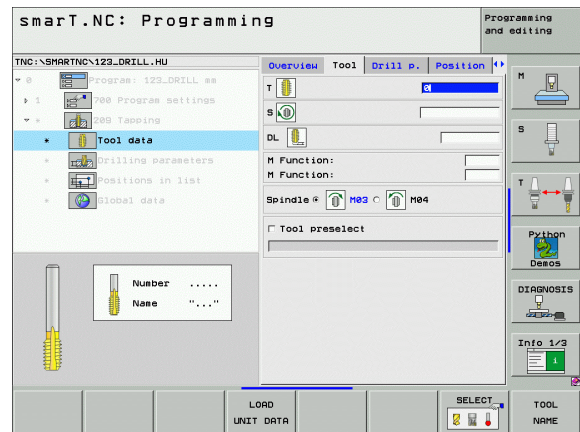 smarT.NC: Programming
Programming and editing
TNC:\SMARTNC\123_DRILL.HU
0 Program: 123_DRILL mm
1 700 Program settings
* 209 Tapping
* Tool data
* Drilling parameters
* Positions in list
* Global data
Number .....
Name "..."
Overview Tool Drill p. Position
T 0
S
DL
M Function:
M Function:
Spindle M03 M04
Tool preselect
M
S
T
Python
Demos
DIAGNOSIS
Info 1/3
LOAD
UNIT DATA
SELECT
TOOL
NAME